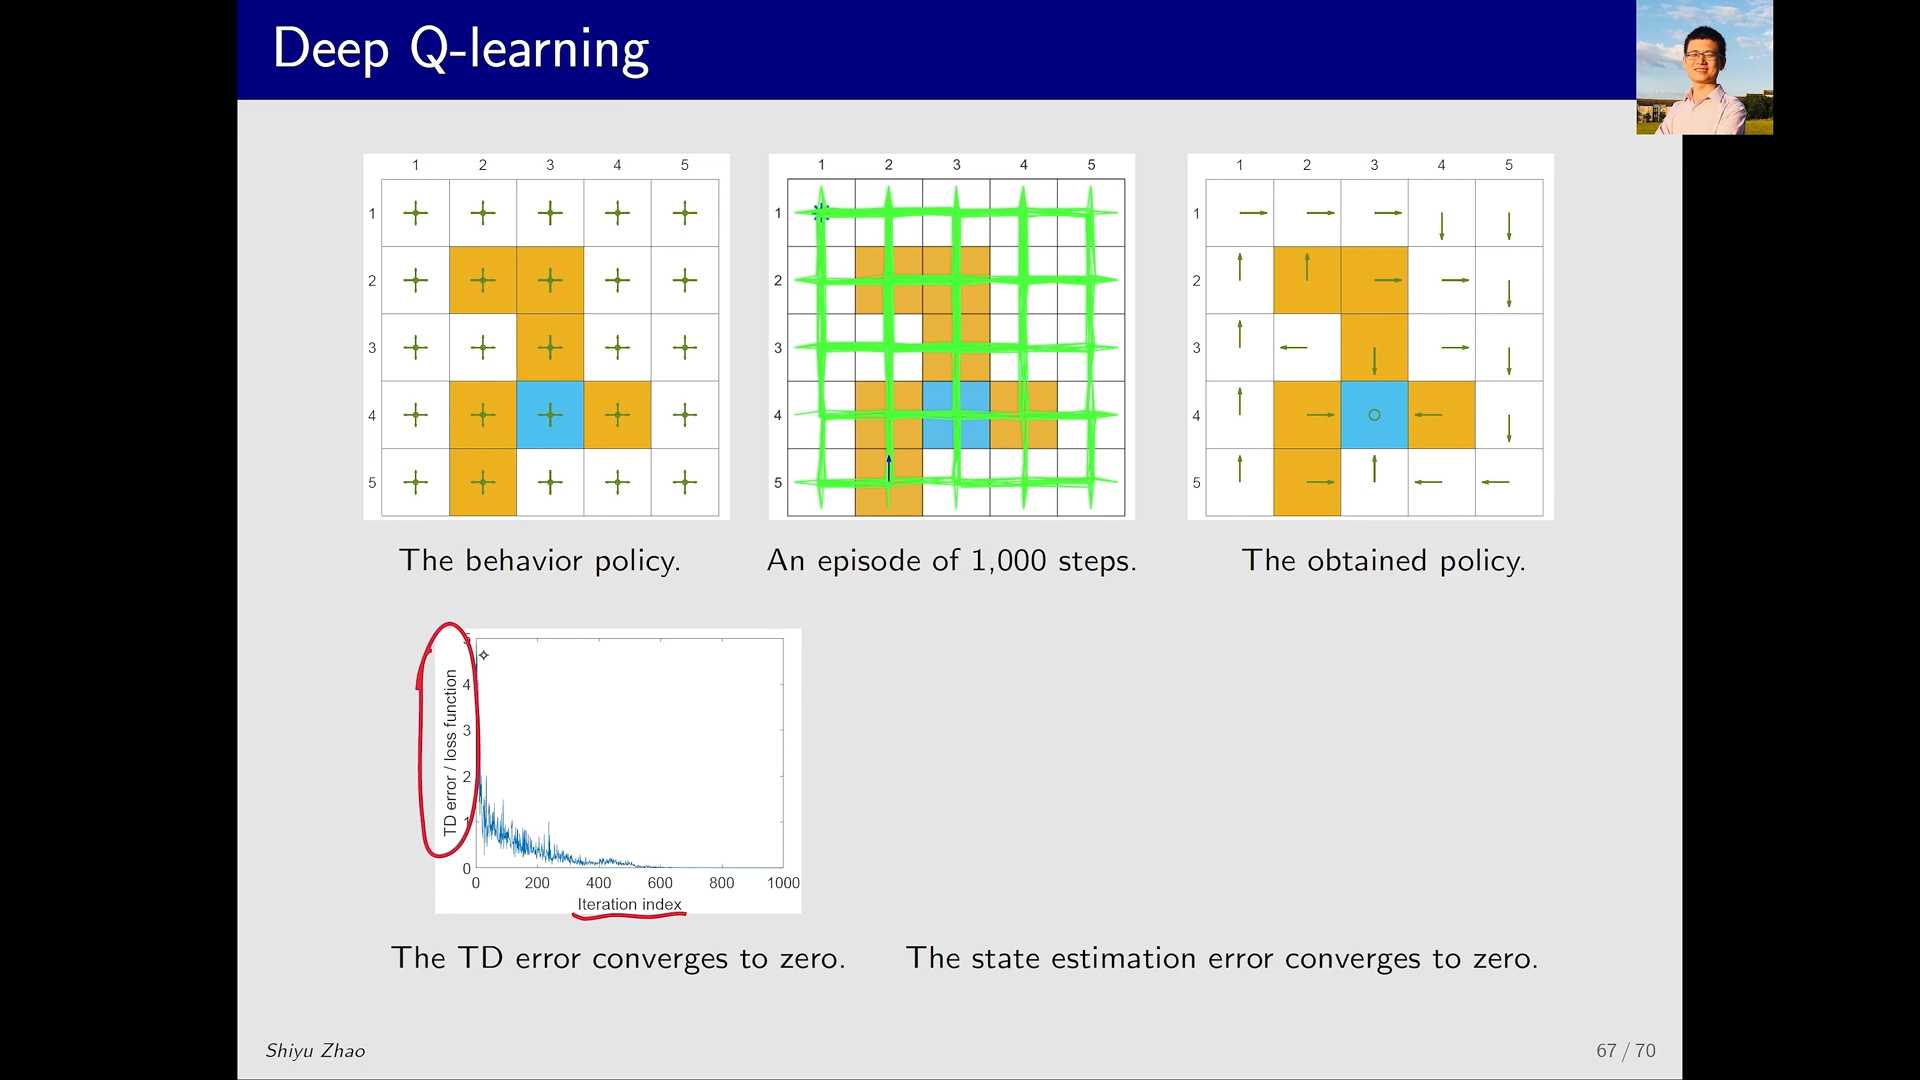 Deep Q-learning
1 2 3 4 5
1
2
3
4
5
1 2 3 4 5
1
2
3
4
5
1 2 3 4 5
1
2
3
4
5
The behavior policy.
An episode of 1,000 steps.
The obtained policy.
TD error / loss function
5
4
3
2
1
0
0 200 400 600 800 1000
Iteration index
The TD error converges to zero.
The state estimation error converges to zero.
Shiyu Zhao
67 / 70